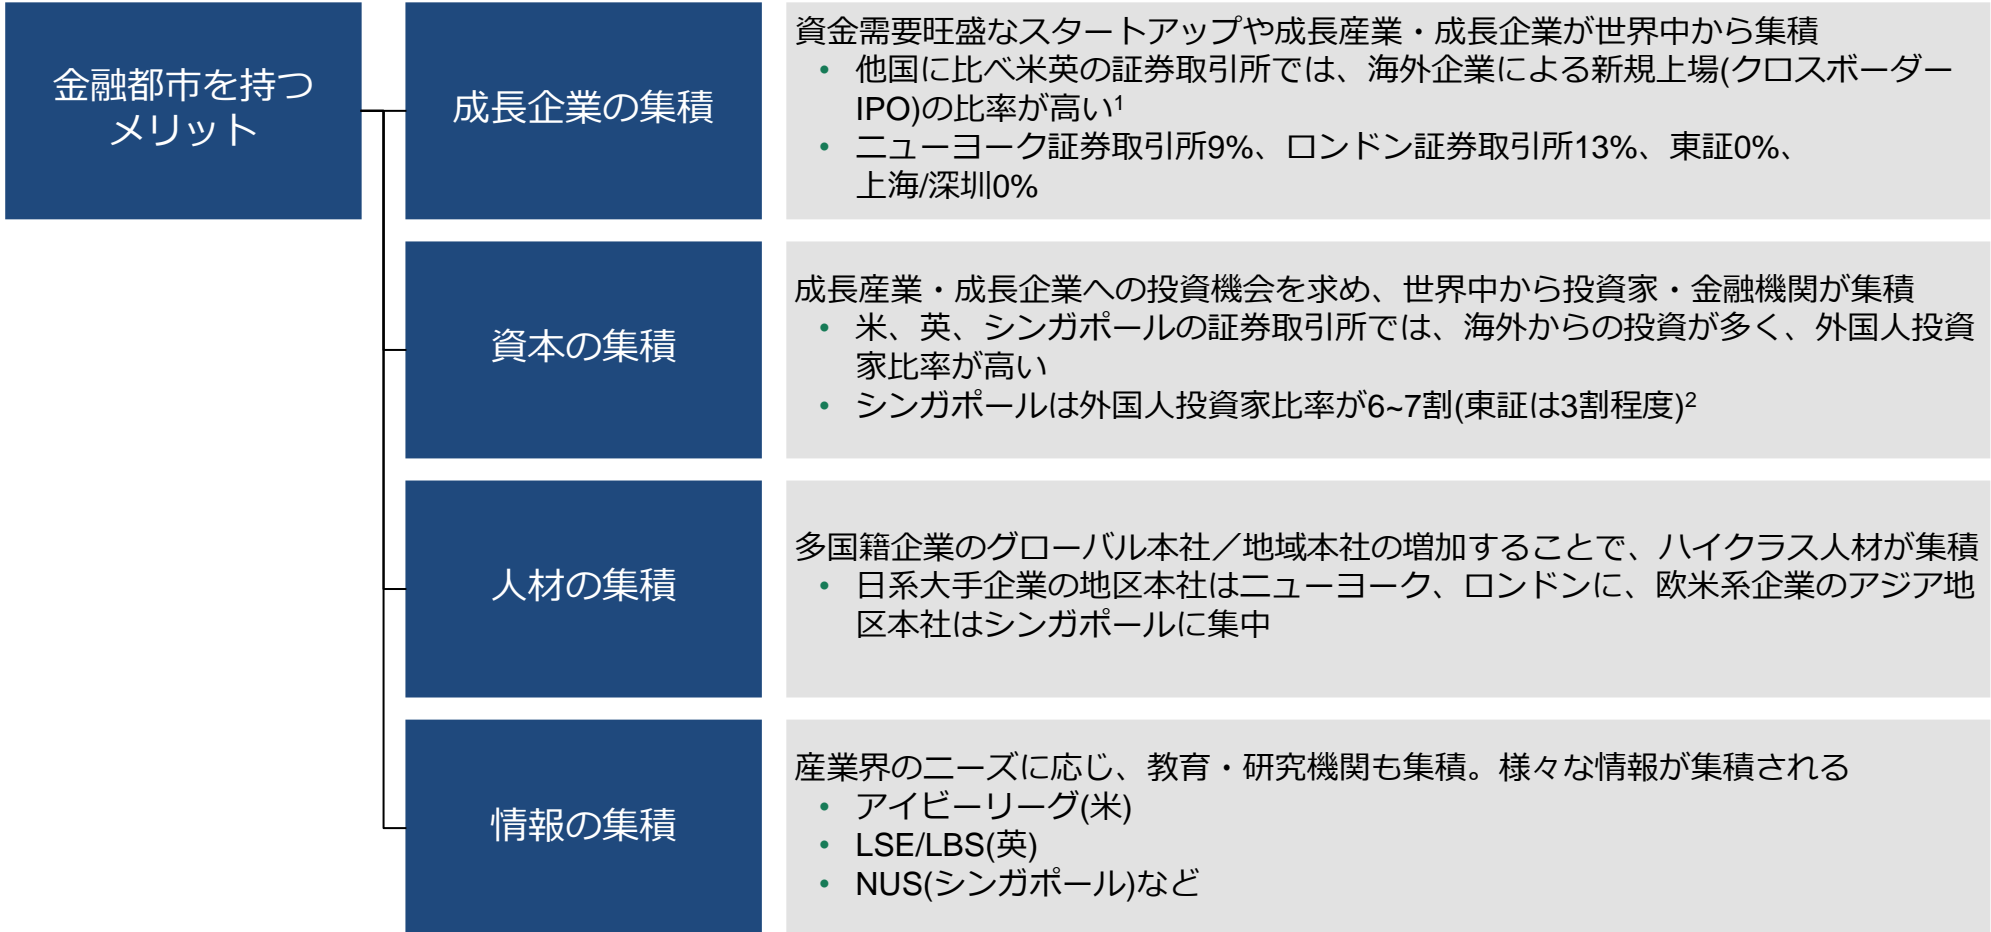 金融都市を持つ
メリット
成長企業の集積
資金需要旺盛なスタートアップや成長産業・成長企業が世界中から集積
• 他国に比べ米英の証券取引所では、海外企業による新規上場(クロスボーダー
IPO)の比率が高い1
• ニューヨーク証券取引所9%、ロンドン証券取引所13%、東証0%、
上海/深圳0%
資本の集積
成長産業・成長企業への投資機会を求め、世界中から投資家・金融機関が集積
• 米、英、シンガポールの証券取引所では、海外からの投資が多く、外国人投資
家比率が高い
• シンガポールは外国人投資家比率が6~7割(東証は3割程度)2
人材の集積
多国籍企業のグローバル本社／地域本社の増加することで、ハイクラス人材が集積
• 日系大手企業の地区本社はニューヨーク、ロンドンに、欧米系企業のアジア地
区本社はシンガポールに集中
情報の集積
産業界のニーズに応じ、教育・研究機関も集積。様々な情報が集積される
• アイビーリーグ(米)
• LSE/LBS(英)
• NUS(シンガポール)など